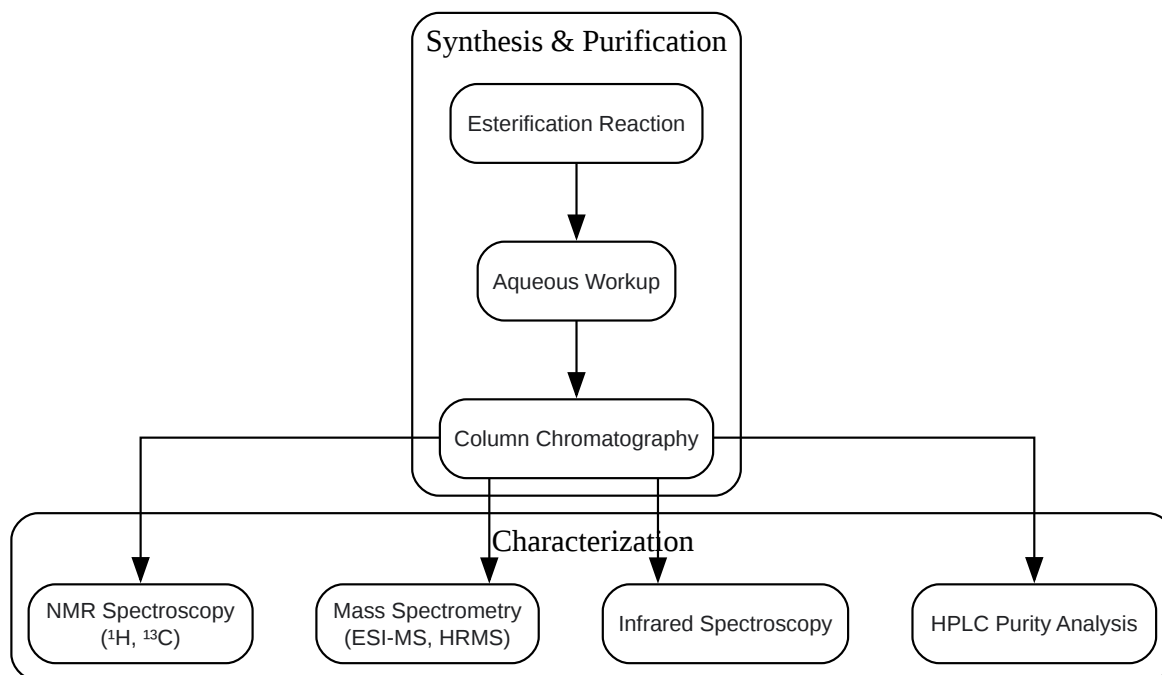 Synthesis & Purification
Esterification Reaction
Aqueous Workup
Column Chromatography
Characterization
NMR Spectroscopy
(¹H, ¹³C)
Mass Spectrometry
(ESI-MS, HRMS)
Infrared Spectroscopy
HPLC Purity Analysis